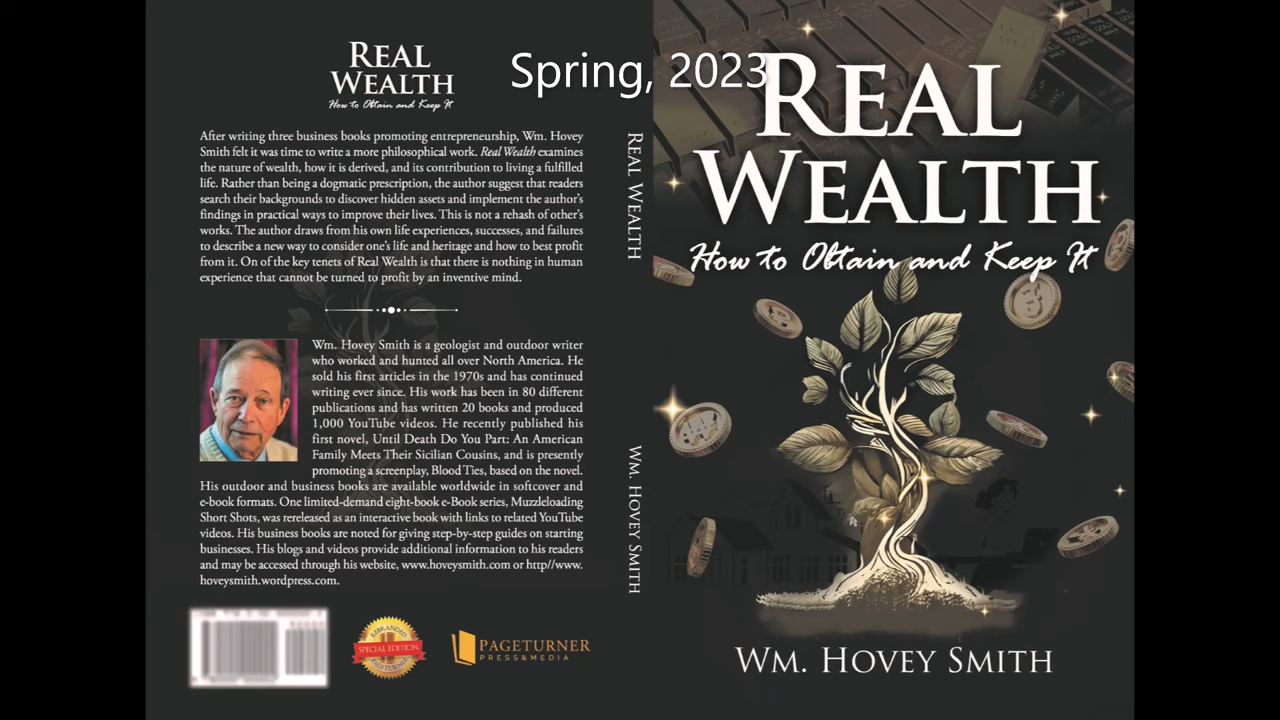 REAL
WEALTH
How to Obtain and Keep It
After writing three business books promoting entrepreneurship, Wm. Hovey
Smith felt it was time to write a more philosophical work. Real Wealth examines
the nature of wealth, how it is derived, and its contribution to living a fulfilled
life. Rather than being a dogmatic prescription, the author suggest that readers
search their backgrounds to discover hidden assets and implement the author's
findings in practical ways to improve their lives. This is not a rehash of other's
works. The author draws from his own life experiences, successes, and failures
to describe a new way to consider one's life and heritage and how to best profit
from it. On of the key tenets of Real Wealth is that there is nothing in human
experience that cannot be turned to profit by an inventive mind.
Wm. Hovey Smith is a geologist and outdoor writer
who worked and hunted all over North America. He
sold his first articles in the 1970s and has continued
writing ever since. His work has been in 80 different
publications and has written 20 books and produced
1,000 YouTube videos. He recently published his
first novel, Until Death Do You Part: An American
Family Meets Their Sicilian Cousins, and is presently
promoting a screenplay, Blood Ties, based on the novel.
His outdoor and business books are available worldwide in softcover and
e-book formats. One limited-demand eight-book e-Book series, Muzzleloading
Short Shots, was rereleased as an interactive book with links to related YouTube
videos. His business books are noted for giving step-by-step guides on starting
businesses. His blogs and videos provide additional information to his readers
and may be accessed through his website, www.hoveysmith.com or http//www.
hoveysmith.wordpress.com.
REBRANDED
SPECIAL EDITION
PAGETURNER
PAGETURNER
PRESS&MEDIA
Spring, 2023
REAL WEALTH
WM. HOVEY SMITH
REAL
WEALTH
How to Obtain and Keep It
WM. HOVEY SMITH